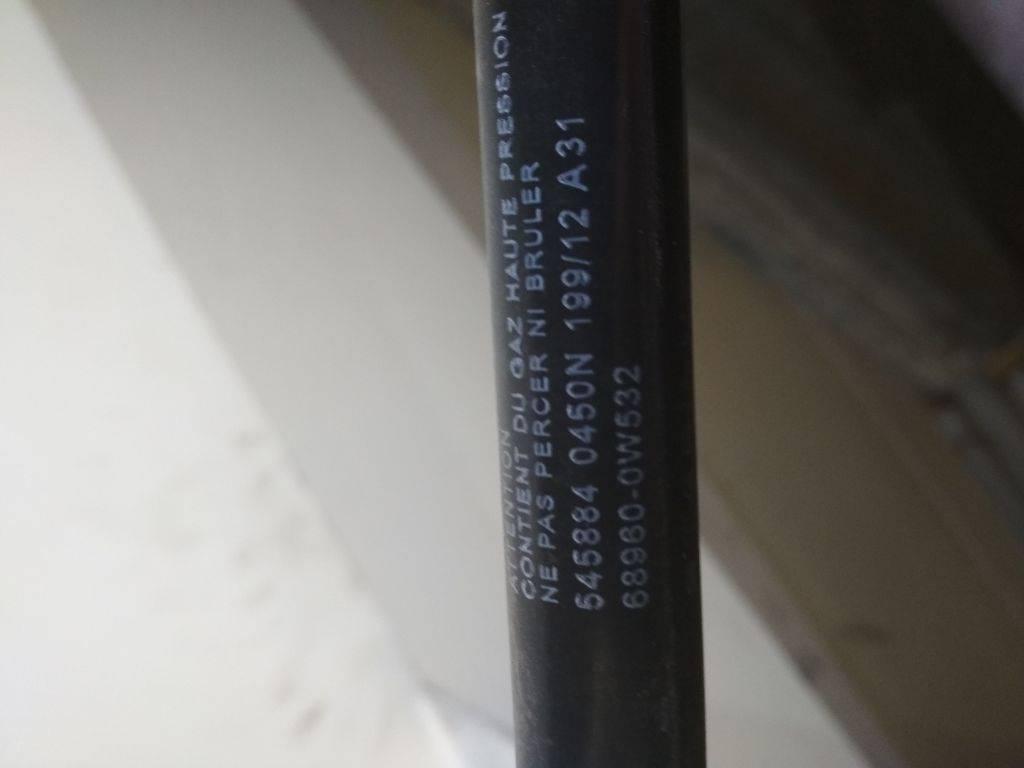 ATTENTION
CONTIENT DU GAZ HAUTE PRESSION
NE PAS PERCER NI BRULER
545884 0450N 199/12 A31
68960-0W532